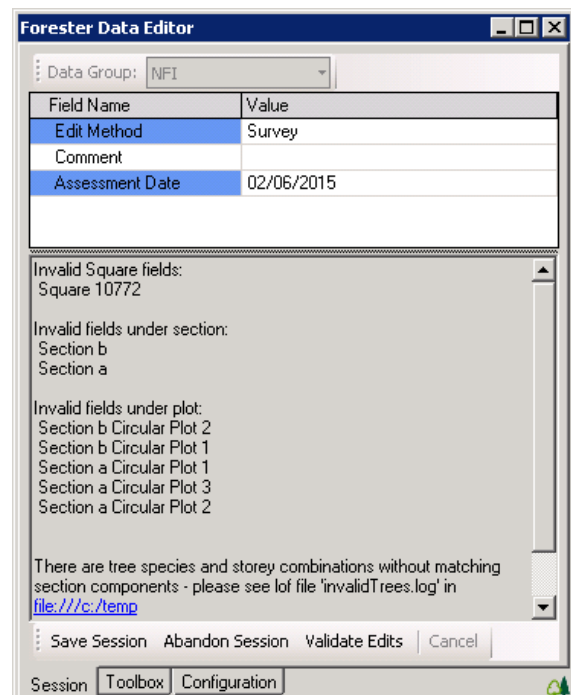 Forester Data Editor
Data Group: NFI
Field Name Value
Edit Method Survey
Comment
Assessment Date 02/06/2015
Invalid Square fields:
Square 10772
Invalid fields under section:
Section b
Section a
Invalid fields under plot:
Section b Circular Plot 2
Section b Circular Plot 1
Section a Circular Plot 1
Section a Circular Plot 3
Section a Circular Plot 2
There are tree species and storey combinations without matching
section components - please see lof file 'invalidTrees.log' in
file:///c:/temp
Save Session Abandon Session Validate Edits Cancel
Session Toolbox Configuration